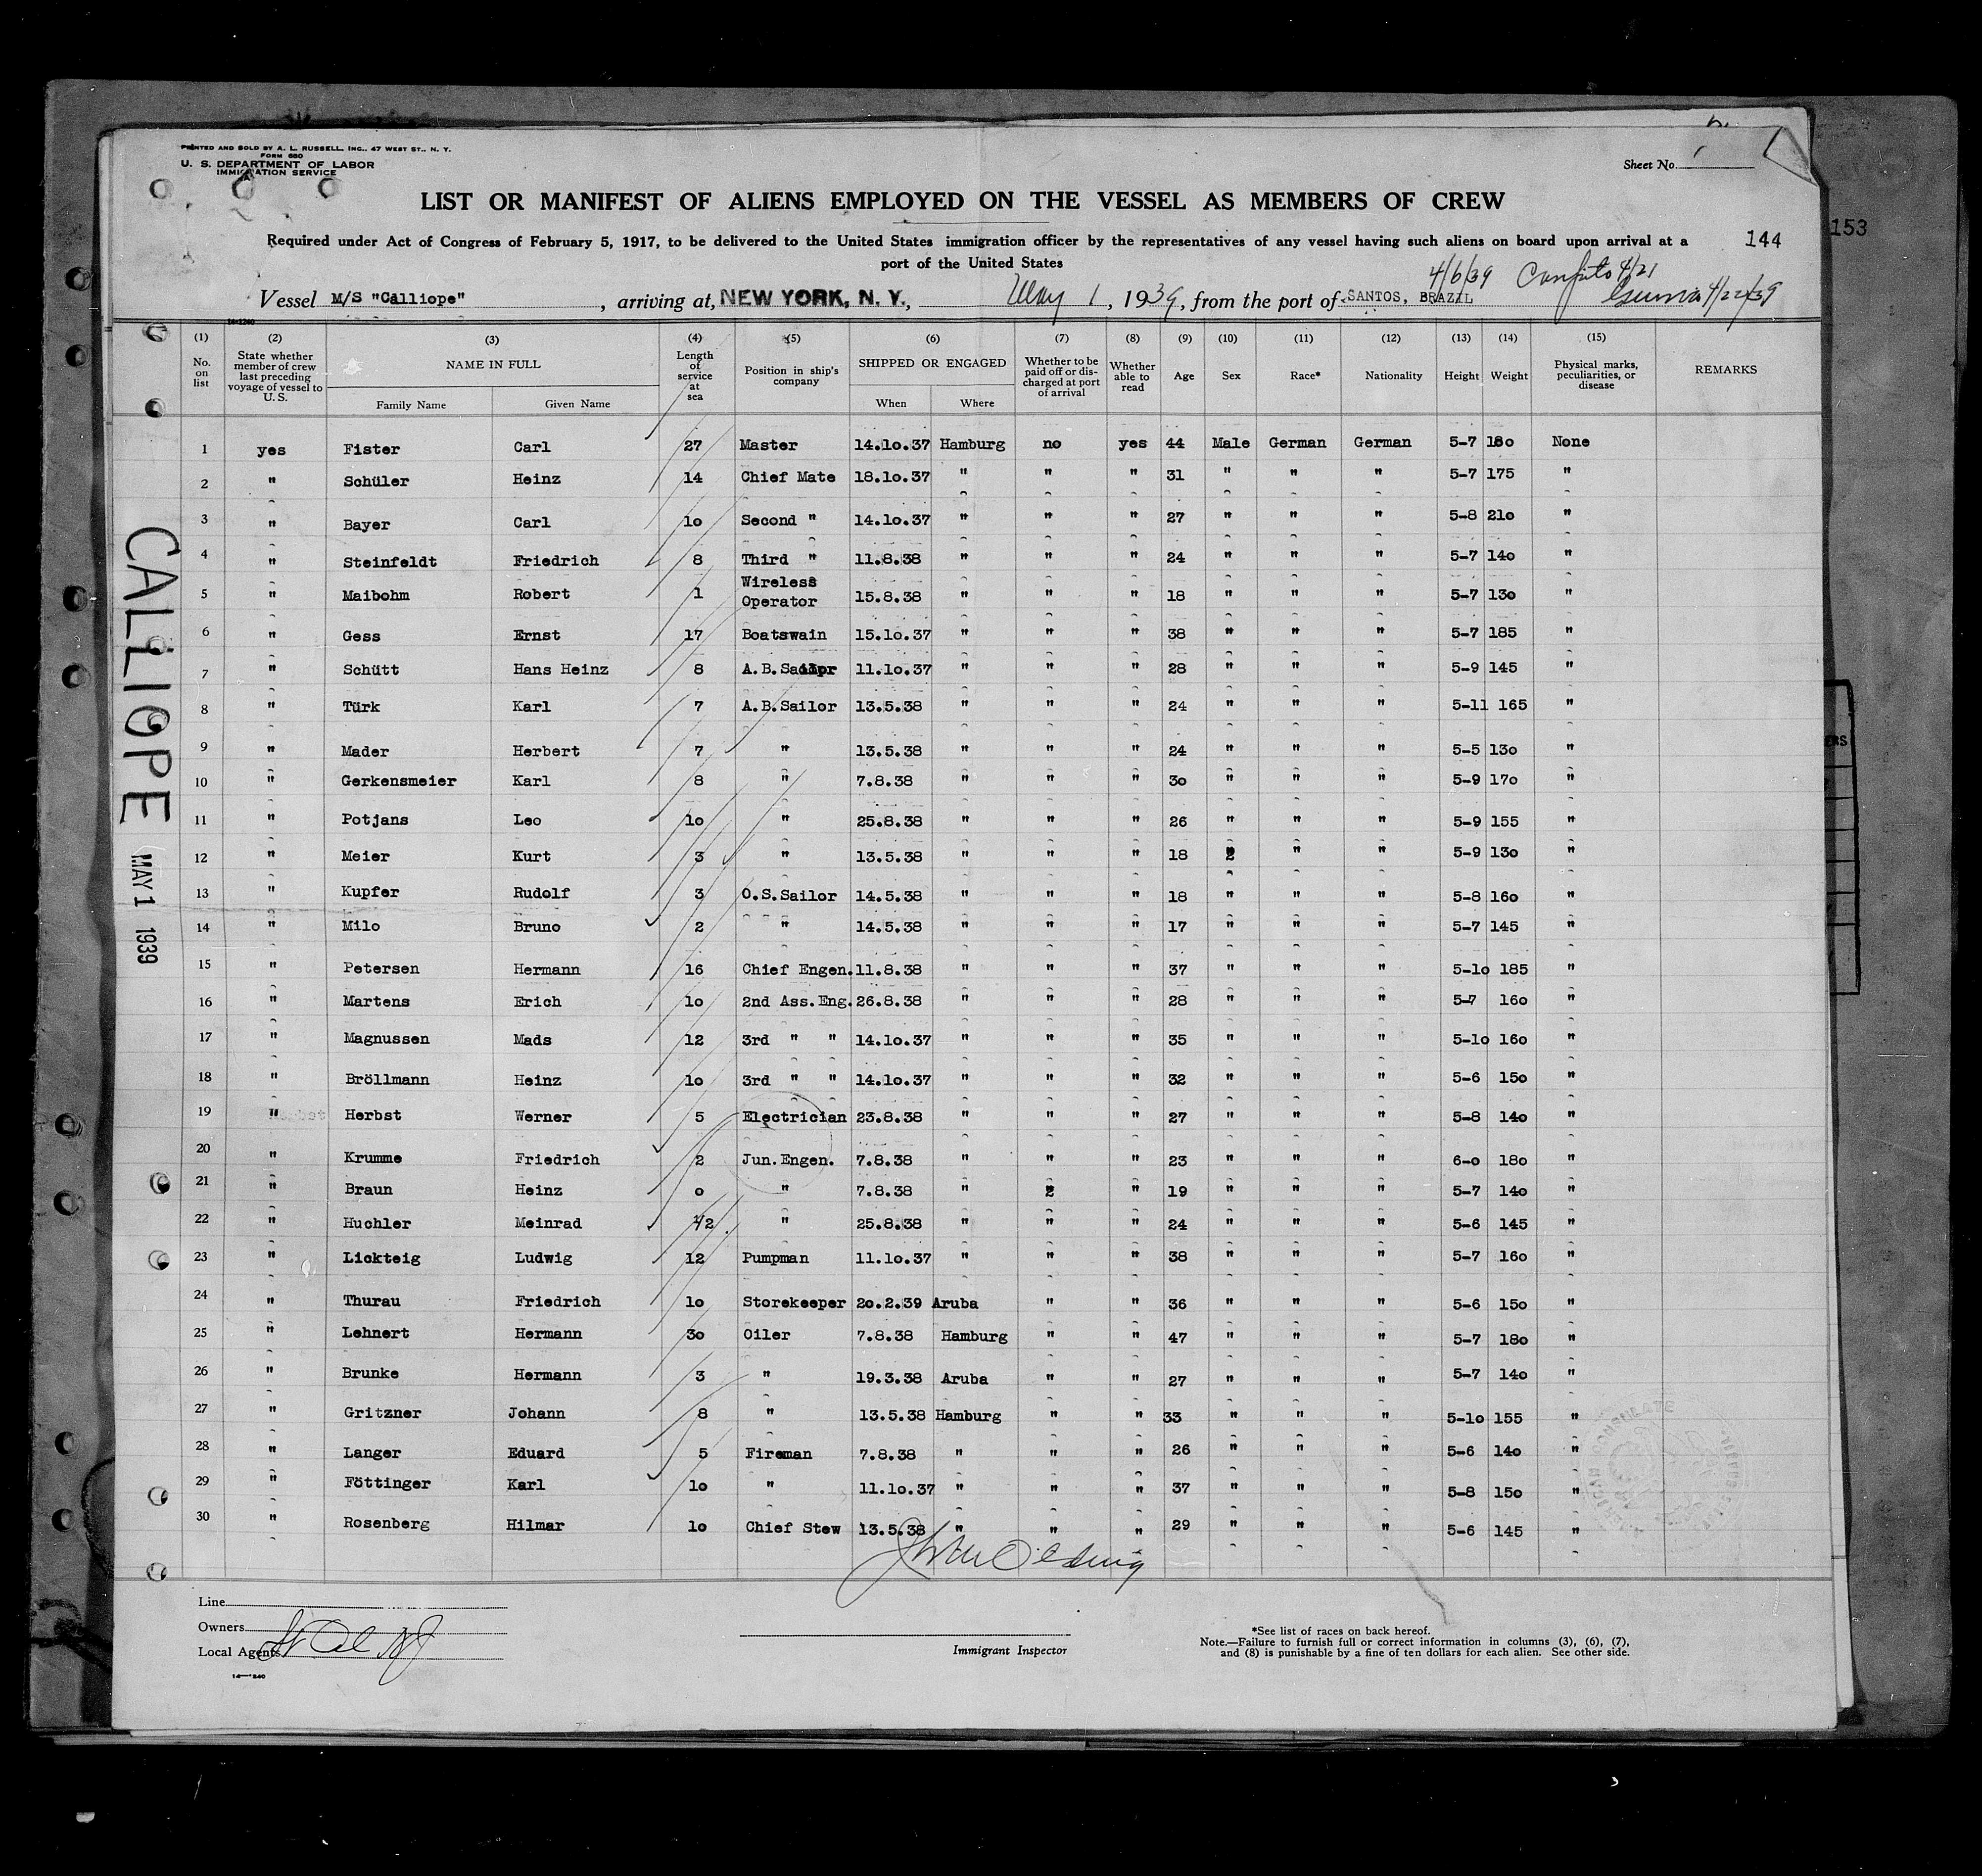 PRINTED AND SOLD BY A. L. RUSSELL, INC., 47 WEST ST., N. Y.
FORM 680
U. S. DEPARTMENT OF LABOR
IMMIGRATION SERVICE
Sheet No. 1
LIST OR MANIFEST OF ALIENS EMPLOYED ON THE VESSEL AS MEMBERS OF CREW
Required under Act of Congress of February 5, 1917, to be delivered to the United States immigration officer by the representatives of any vessel having such aliens on board upon arrival at a
port of the United States
144
153
4/6/39 4/21
Vessel M/S "Calliope", arriving at, NEW YORK, N. Y., May 1, 1939, from the port of SANTOS, BRAZIL 4/22/39
14-1240
(1) (2) (3) (4) (5) (6) (7) (8) (9) (10) (11) (12) (13) (14) (15)
No. on list State whether member of crew last preceding voyage of vessel to U. S. NAME IN FULL Family Name Given Name Length of service at sea Position in ship's company SHIPPED OR ENGAGED When Where Whether to be paid off or discharged at port of arrival Whether able to read Age Sex Race* Nationality Height Weight Physical marks, peculiarities, or disease REMARKS
1 yes Fister Carl 27 Master 14.10.37 Hamburg no yes 44 Male German German 5-7 180 None
2 " Schüler Heinz 14 Chief Mate 18.10.37 " " " 31 " " " 5-7 175 "
3 " Bayer Carl 10 Second " 14.10.37 " " " 27 " " " 5-8 210 "
4 " Steinfeldt Friedrich 8 Third " 11.8.38 " " " 24 " " " 5-7 140 "
5 " Maibohm Robert 1 Wireless Operator 15.8.38 " " " 18 " " " 5-7 130 "
6 " Gess Ernst 17 Boatswain 15.10.37 " " " 38 " " " 5-7 185 "
7 " Schütt Hans Heinz 8 A.B.Sailor 11.10.37 " " " 28 " " " 5-9 145 "
8 " Türk Karl 7 A.B.Sailor 13.5.38 " " " 24 " " " 5-11 165 "
9 " Mader Herbert 7 " 13.5.38 " " " 24 " " " 5-5 130 "
10 " Gerkensmeier Karl 8 " 7.8.38 " " " 30 " " " 5-9 170 "
11 " Potjans Leo 10 " 25.8.38 " " " 26 " " " 5-9 155 "
12 " Meier Kurt 3 " 13.5.38 " " " 18 " " " 5-9 130 "
13 " Kupfer Rudolf 3 O.S.Sailor 14.5.38 " " " 18 " " " 5-8 160 "
14 " Milo Bruno 2 " 14.5.38 " " " 17 " " " 5-7 145 "
15 " Petersen Hermann 16 Chief Engen. 11.8.38 " " " 37 " " " 5-10 185 "
16 " Martens Erich 10 2nd Ass.Eng. 26.8.38 " " " 28 " " " 5-7 160 "
17 " Magnussen Mads 12 3rd " " 14.10.37 " " " 35 " " " 5-10 160 "
18 " Bröllmann Heinz 10 3rd " " 14.10.37 " " " 32 " " " 5-6 150 "
19 " Herbst Werner 5 Electrician 23.8.38 " " " 27 " " " 5-8 140 "
20 " Krumme Friedrich 2 Jun.Engen. 7.8.38 " " " 23 " " " 6-0 180 "
21 " Braun Heinz 0 " 7.8.38 " " " 19 " " " 5-7 140 "
22 " Huchler Meinrad 1/2 " 25.8.38 " " " 24 " " " 5-6 145 "
23 " Lickteig Ludwig 12 Pumpman 11.10.37 " " " 38 " " " 5-7 160 "
24 " Thurau Friedrich 10 Storekeeper 20.2.39 Aruba " " 36 " " " 5-6 150 "
25 " Lehnert Hermann 30 Oiler 7.8.38 Hamburg " " 47 " " " 5-7 180 "
26 " Brunke Hermann 3 " 19.3.38 Aruba " " 27 " " " 5-7 140 "
27 " Gritzner Johann 8 " 13.5.38 Hamburg " " 33 " " " 5-10 155 "
28 " Langer Eduard 5 Fireman 7.8.38 " " " 26 " " " 5-6 140 "
29 " Föttinger Karl 10 " 11.10.37 " " " 37 " " " 5-8 150 "
30 " Rosenberg Hilmar 10 Chief Stew 13.5.38 " " " 29 " " " 5-6 145 "
CALLIOPE
MAY 1 1939
Line
Owners
Local Agents
14-1240
Immigrant Inspector
*See list of races on back hereof.
Note.—Failure to furnish full or correct information in columns (3), (6), (7),
and (8) is punishable by a fine of ten dollars for each alien. See other side.
AMERICAN CONSULATE